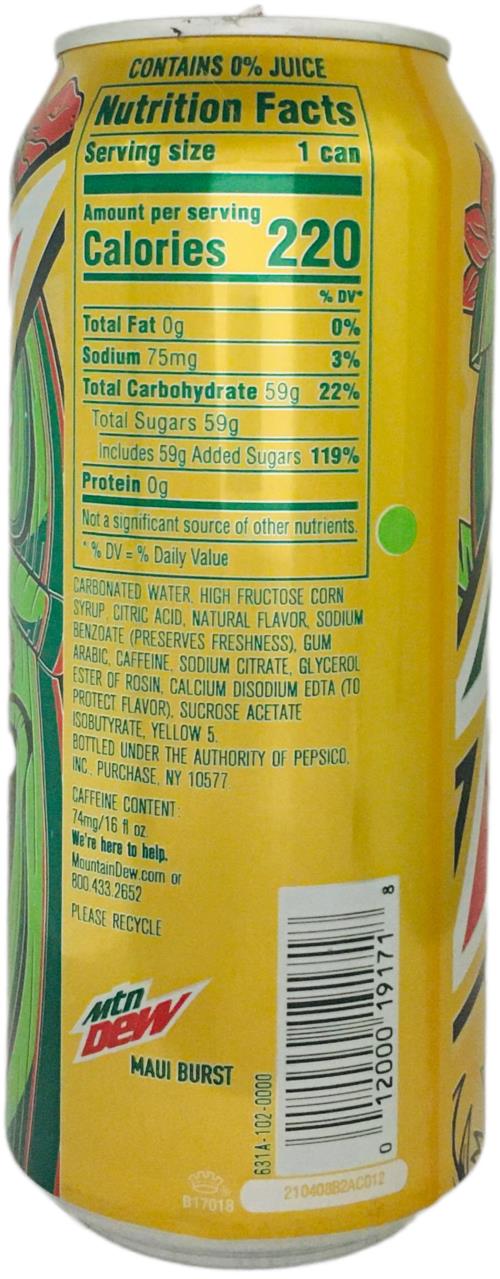 CONTAINS 0% JUICE
Nutrition Facts
Serving size 1 can
Amount per serving
Calories 220
% DV*
Total Fat 0g 0%
Sodium 75mg 3%
Total Carbohydrate 59g 22%
Total Sugars 59g
Includes 59g Added Sugars 119%
Protein 0g
Not a significant source of other nutrients.
* % DV = % Daily Value
CARBONATED WATER, HIGH FRUCTOSE CORN
SYRUP, CITRIC ACID, NATURAL FLAVOR, SODIUM
BENZOATE (PRESERVES FRESHNESS), GUM
ARABIC, CAFFEINE, SODIUM CITRATE, GLYCEROL
ESTER OF ROSIN, CALCIUM DISODIUM EDTA (TO
PROTECT FLAVOR), SUCROSE ACETATE
ISOBUTYRATE, YELLOW 5.
BOTTLED UNDER THE AUTHORITY OF PEPSICO,
INC., PURCHASE, NY 10577.
CAFFEINE CONTENT:
74mg/16 fl oz.
We're here to help.
MountainDew.com or
800.433.2652
PLEASE RECYCLE
Mtn
DEW
MAUI BURST
631A-102-0000
0 12000 19171 8
B17018
210408B2AC012